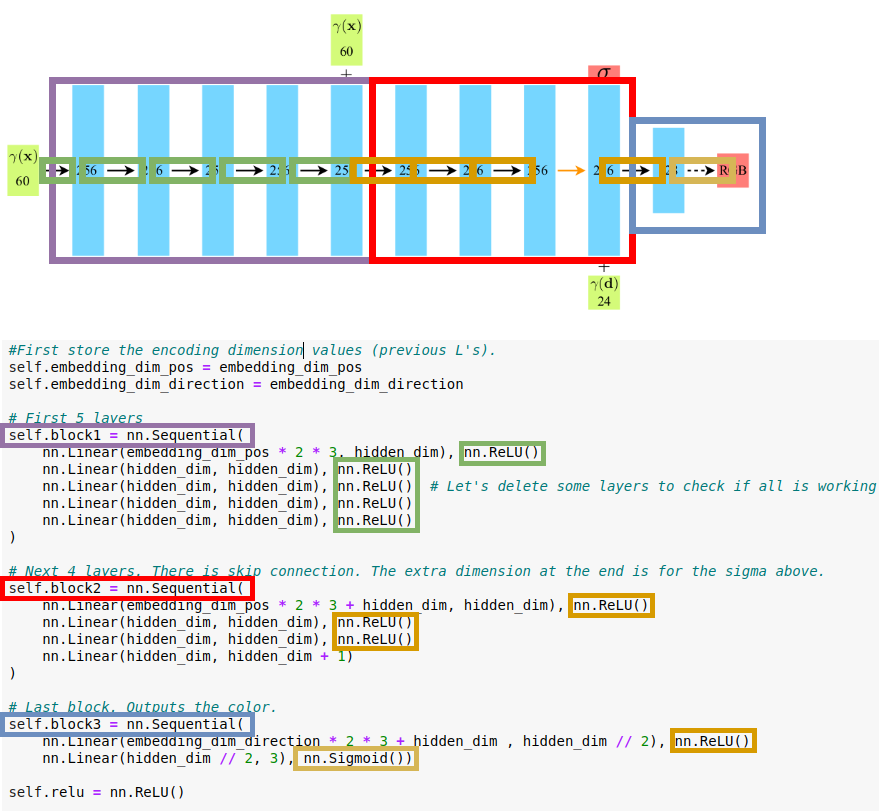 γ(x)
60
+
σ
γ(x)
60
256
256
256
256
256
256
256
256
256
128
RGB
+
γ(d)
24
#First store the encoding dimension values (previous L's).
self.embedding_dim_pos = embedding_dim_pos
self.embedding_dim_direction = embedding_dim_direction
# First 5 layers
self.block1 = nn.Sequential(
nn.Linear(embedding_dim_pos * 2 * 3, hidden_dim), nn.ReLU()
nn.Linear(hidden_dim, hidden_dim), nn.ReLU()
nn.Linear(hidden_dim, hidden_dim), nn.ReLU() # Let's delete some layers to check if all is working
nn.Linear(hidden_dim, hidden_dim), nn.ReLU()
nn.Linear(hidden_dim, hidden_dim), nn.ReLU()
)
# Next 4 layers. There is skip connection. The extra dimension at the end is for the sigma above.
self.block2 = nn.Sequential(
nn.Linear(embedding_dim_pos * 2 * 3 + hidden_dim, hidden_dim), nn.ReLU()
nn.Linear(hidden_dim, hidden_dim), nn.ReLU()
nn.Linear(hidden_dim, hidden_dim), nn.ReLU()
nn.Linear(hidden_dim, hidden_dim + 1)
)
# Last block. Outputs the color.
self.block3 = nn.Sequential(
nn.Linear(embedding_dim_direction * 2 * 3 + hidden_dim , hidden_dim // 2), nn.ReLU()
nn.Linear(hidden_dim // 2, 3), nn.Sigmoid())
self.relu = nn.ReLU()